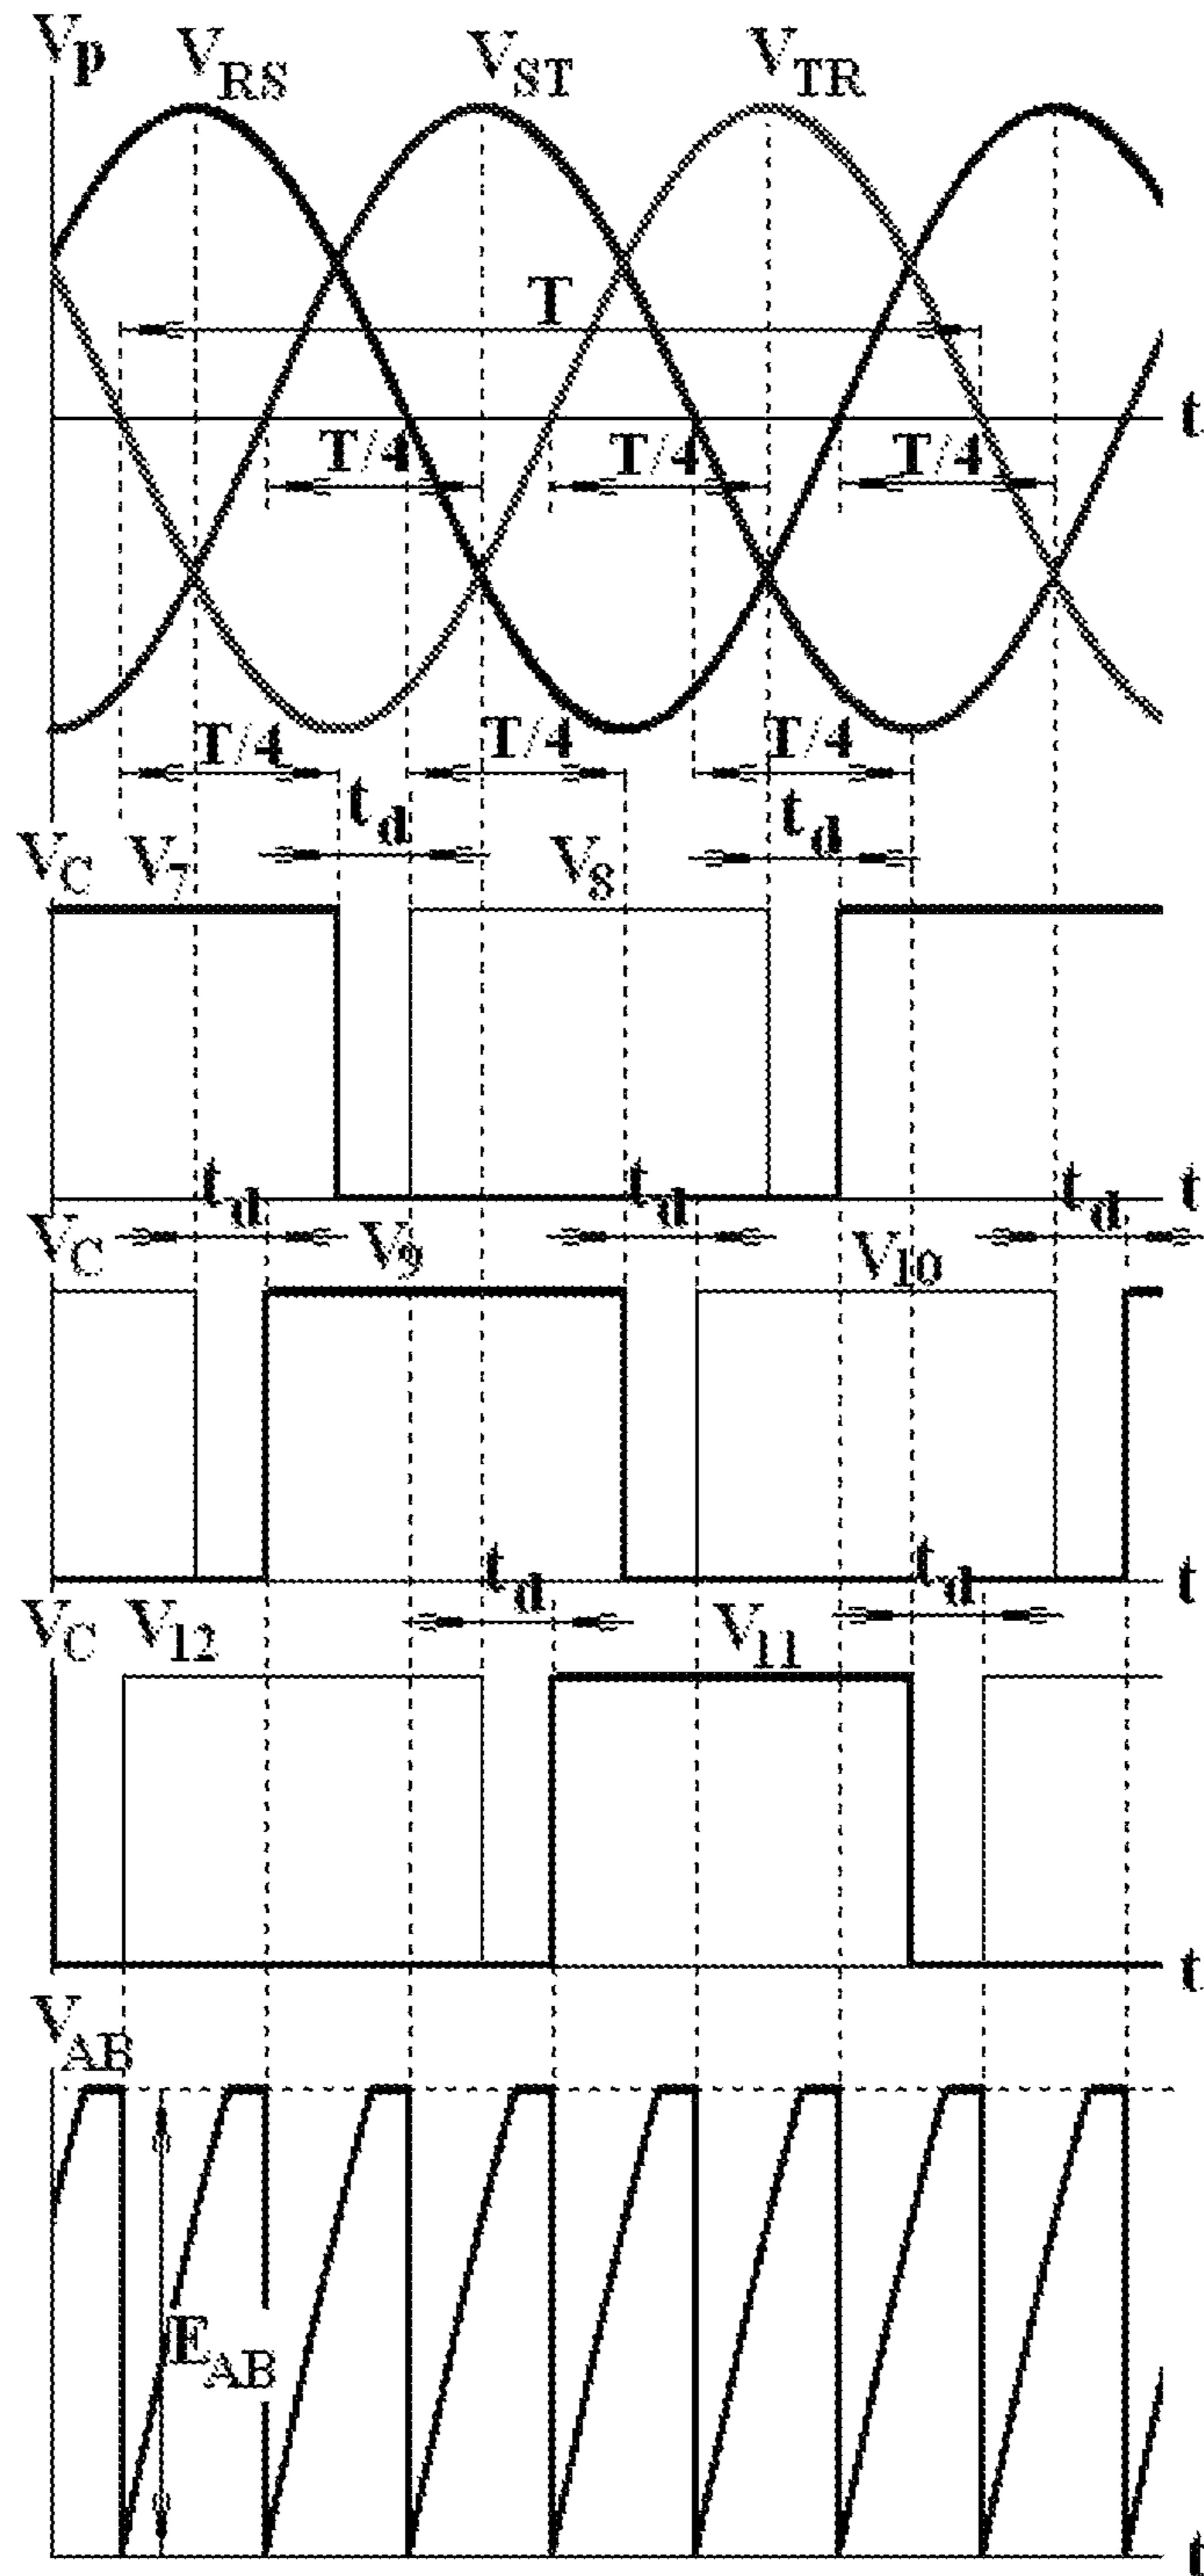 Vp VRS VST VTR
T
t
T/4 T/4 T/4
T/4 T/4 T/4
td td
VC V7 V8
t
td td td
VC V9 V10
t
td td
VC V12 V11
t
VAB
EAB
t